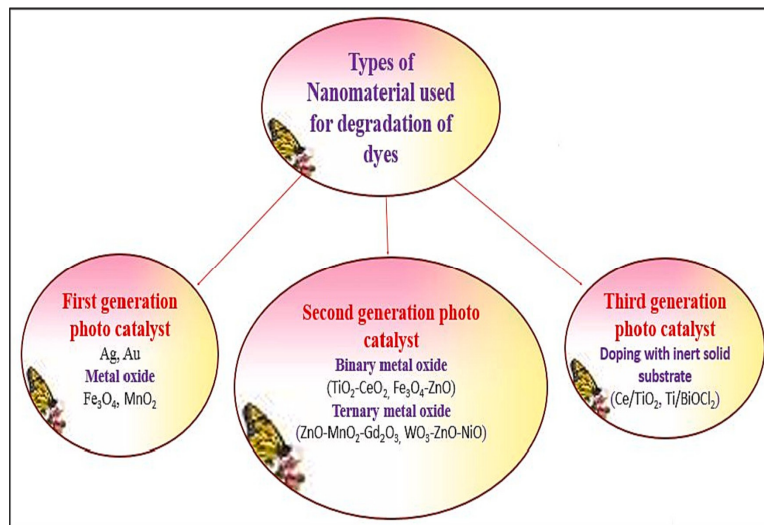 Types of
Nanomaterial used
for degradation of
dyes
First generation
photo catalyst
Ag, Au
Metal oxide
Fe₃O₄, MnO₂
Second generation photo
catalyst
Binary metal oxide
(TiO₂-CeO₂, Fe₃O₄-ZnO)
Ternary metal oxide
(ZnO-MnO₂-Gd₂O₃, WO₃-ZnO-NiO)
Third generation
photo catalyst
Doping with inert solid
substrate
(Ce/TiO₂, Ti/BiOCl₂)